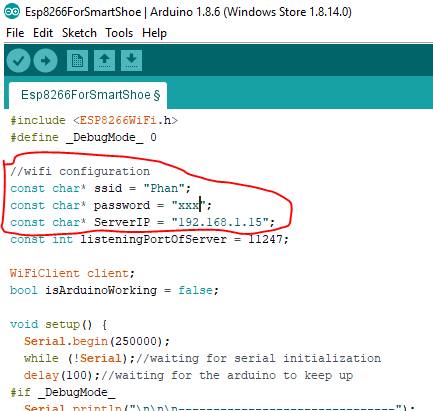 Esp8266ForSmartShoe | Arduino 1.8.6 (Windows Store 1.8.14.0)
File Edit Sketch Tools Help
Esp8266ForSmartShoe §
#include <ESP8266WiFi.h>
#define _DebugMode_ 0
//wifi configuration
const char* ssid = "Phan";
const char* password = "xxx";
const char* ServerIP = "192.168.1.15";
const int listeningPortOfServer = 11247;
WiFiClient client;
bool isArduinoWorking = false;
void setup() {
Serial.begin(250000);
while (!Serial);//waiting for serial initialization
delay(100);//waiting for the arduino to keep up
#if _DebugMode_
Serial.println("\n\n\n------------------------------");